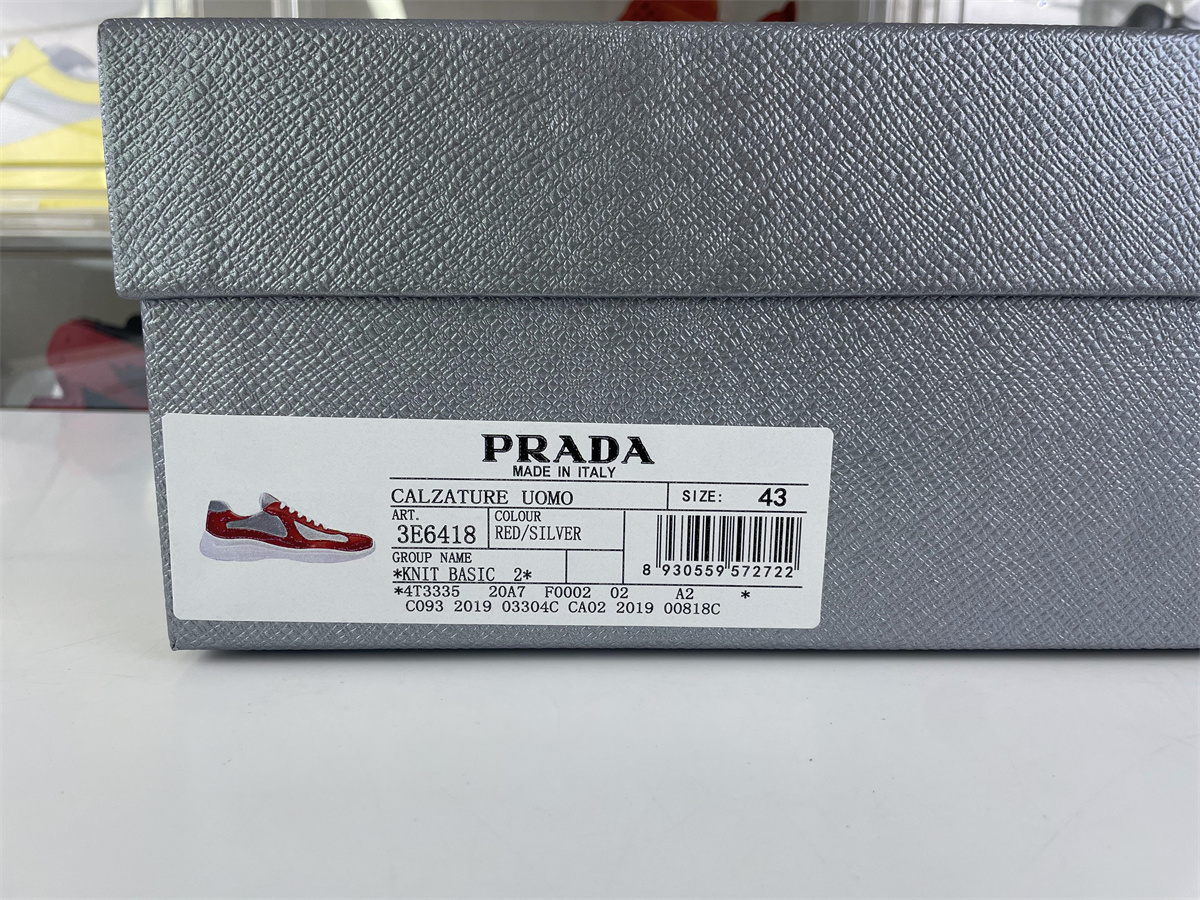 PRADA
MADE IN ITALY
CALZATURE UOMO
SIZE: 43
ART.
3E6418
COLOUR
RED/SILVER
GROUP NAME
*KNIT BASIC 2*
8 930559 572722
*4T3335 20A7 F0002 02 A2 *
C093 2019 03304C CA02 2019 00818C